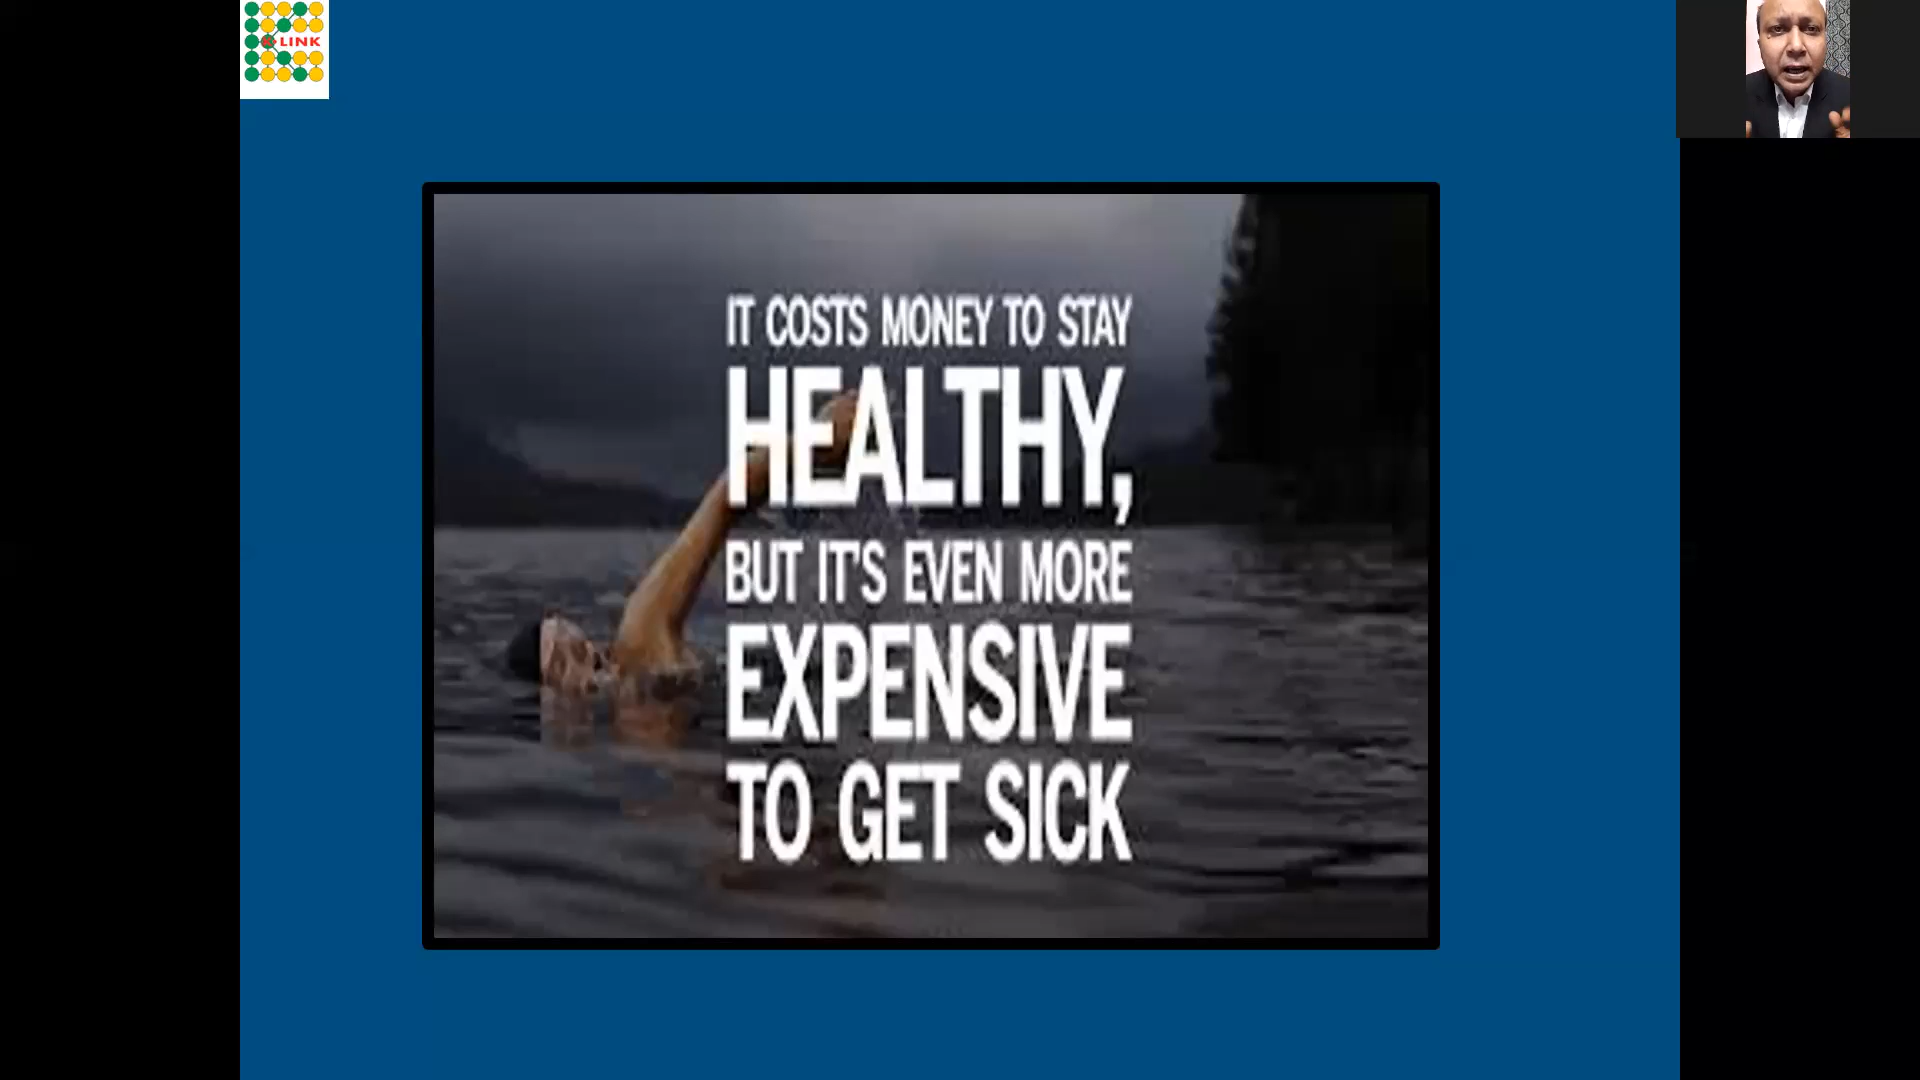 K-LINK
IT COSTS MONEY TO STAY
HEALTHY,
BUT IT'S EVEN MORE
EXPENSIVE
TO GET SICK